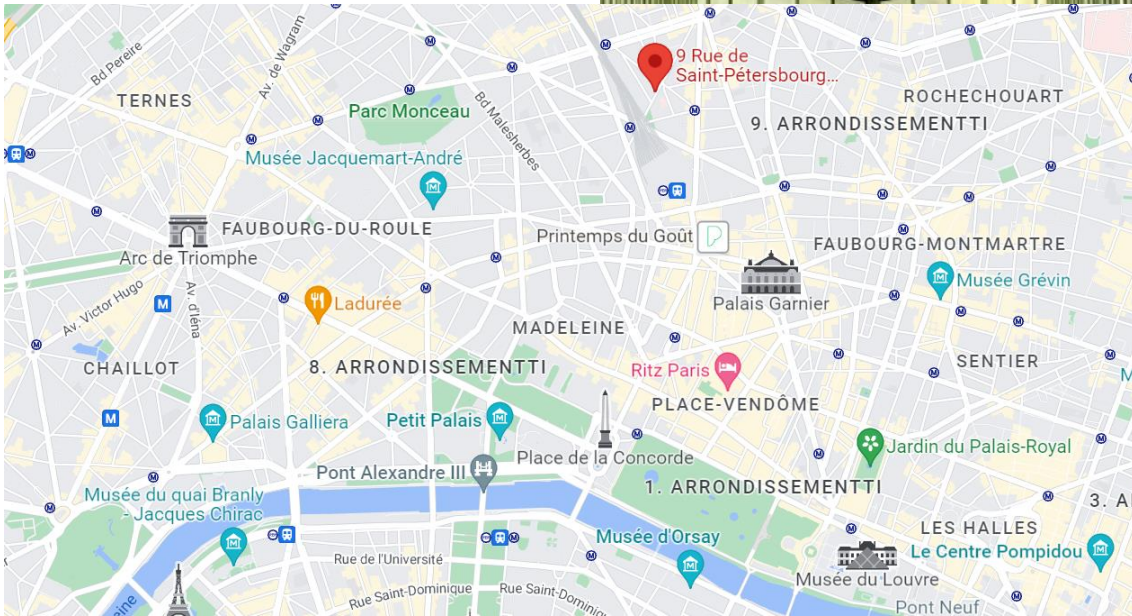 9 Rue de
Saint-Pétersbourg...
Bd Pereire
Av. de Wagram
TERNES
Parc Monceau
Bd Malesherbes
ROCHECHOUART
9. ARRONDISSEMENTTI
Musée Jacquemart-André
FAUBOURG-DU-ROULE
Printemps du Goût
FAUBOURG-MONTMARTRE
Arc de Triomphe
Musée Grévin
Palais Garnier
Av. Victor Hugo
M
Av. d'Iéna
Ladurée
MADELEINE
SENTIER
CHAILLOT
8. ARRONDISSEMENTTI
Ritz Paris
M
PLACE-VENDÔME
M
Palais Galliera
Petit Palais
Jardin du Palais-Royal
Place de la Concorde
Pont Alexandre III
1. ARRONDISSEMENTTI
3. A
Musée du quai Branly
- Jacques Chirac
LES HALLES
Musée d'Orsay
Le Centre Pompidou
Rue de l'Université
Musée du Louvre
Rue Saint-Dominique
Rue Saint-Dom
Pont Neuf
eine